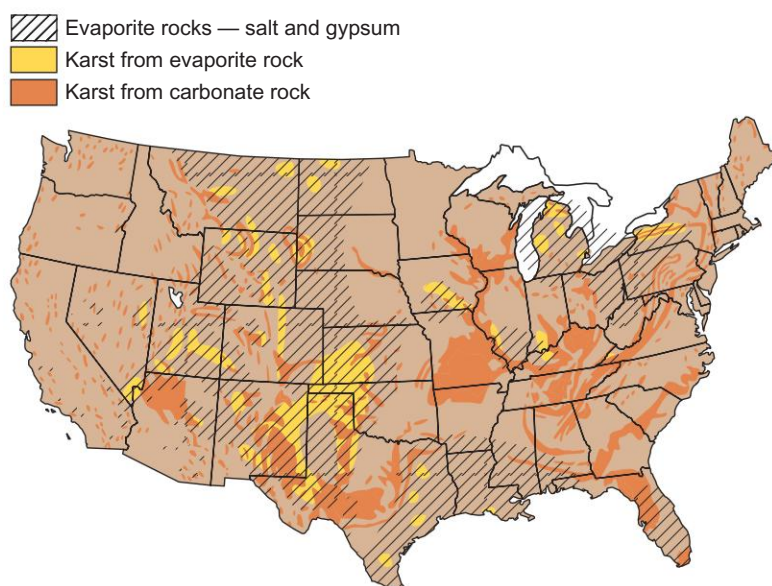 Evaporite rocks — salt and gypsum
Karst from evaporite rock
Karst from carbonate rock